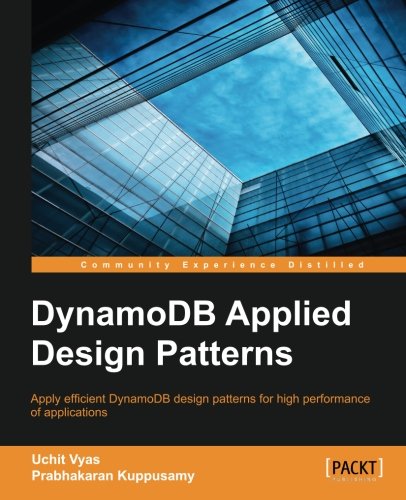 Community Experience Distilled
DynamoDB Applied
Design Patterns
Apply efficient DynamoDB design patterns for high performance
of applications
Uchit Vyas
Prabhakaran Kuppusamy
[PACKT]
PUBLISHING